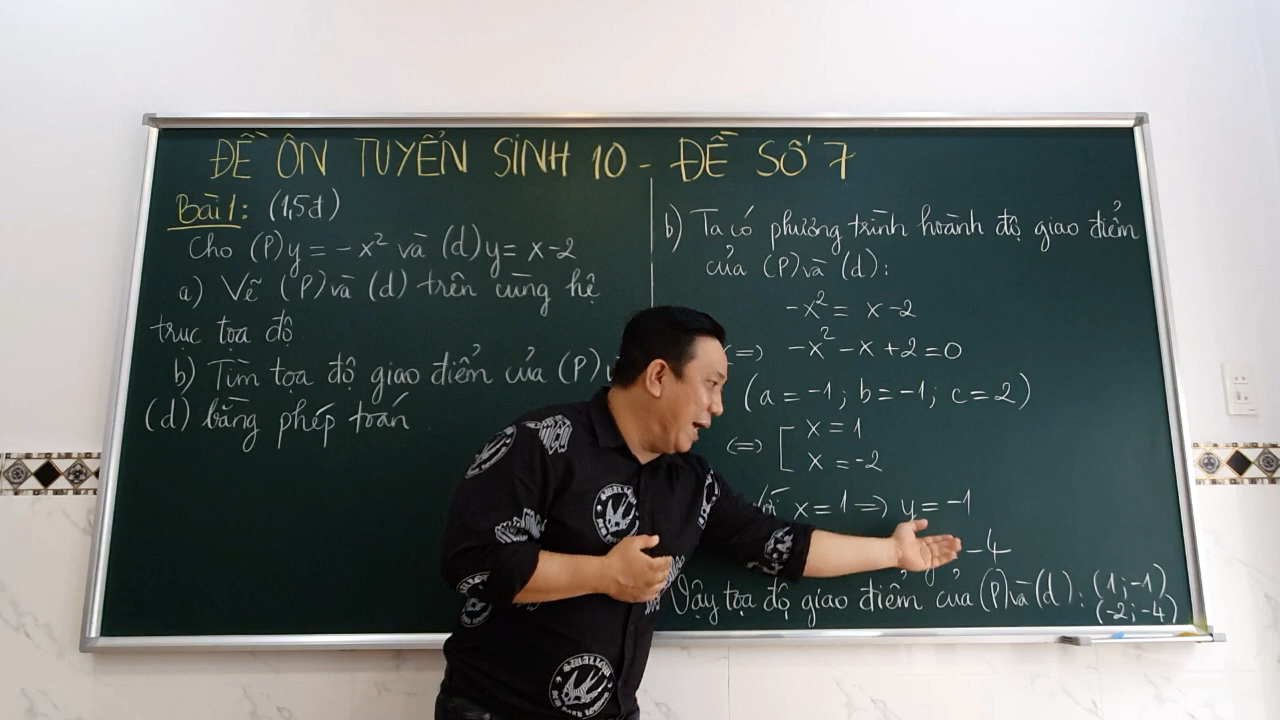 ĐỀ ÔN TUYỂN SINH 10 - ĐỀ SỐ 7
Bài 1: (1,5đ)
Cho (P) y = -x² và (d) y = x - 2
a) Vẽ (P) và (d) trên cùng hệ
trục tọa độ
b) Tìm tọa độ giao điểm của (P)
(d) bằng phép toán
b) Ta có phương trình hoành độ giao điểm
của (P) và (d):
-x² = x - 2
(=) -x² - x + 2 = 0
(a = -1; b = -1; c = 2)
(=) [ x = 1
x = -2
x = 1 => y = -1
-4
Vậy tọa độ giao điểm của (P) và (d): (1; -1)
(-2; -4)
SWALLOW